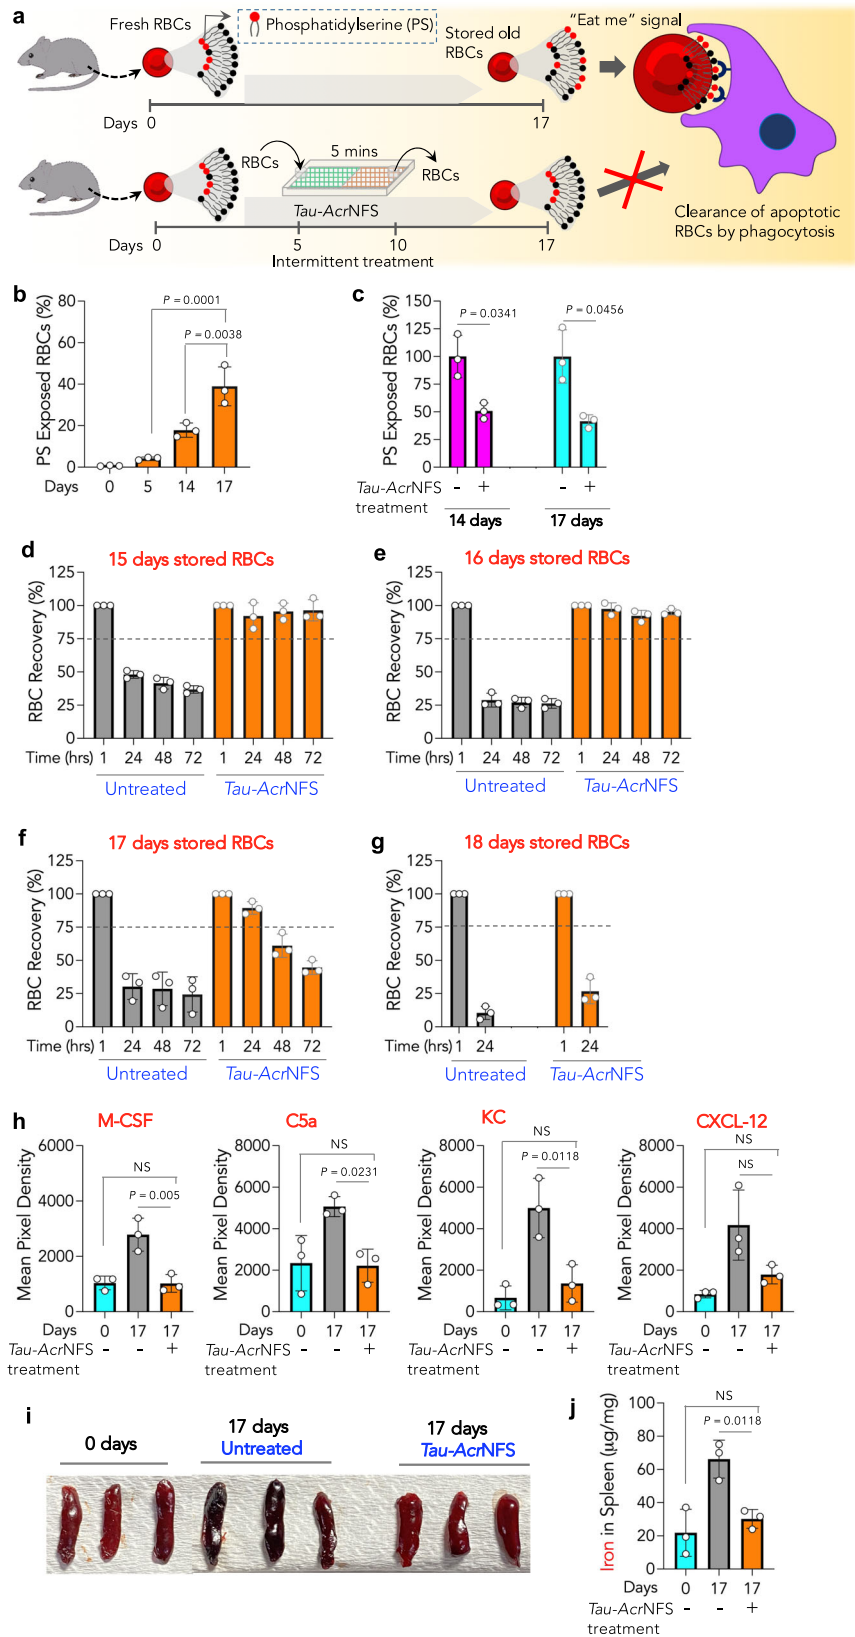 a
Fresh RBCs
Phosphatidylserine (PS)
Stored old
RBCs
"Eat me" signal
Days
0
17
RBCs
5 mins
RBCs
Tau-AcrNFS
Days
0
5
10
17
Intermittent treatment
Clearance of apoptotic
RBCs by phagocytosis
b
PS Exposed RBCs (%)
80
60
40
20
0
P = 0.0001
P = 0.0038
Days
0 5 14 17
c
PS Exposed RBCs (%)
150
125
100
75
50
25
0
P = 0.0341
P = 0.0456
Tau-AcrNFS
treatment
- + - +
14 days
17 days
d
15 days stored RBCs
RBC Recovery (%)
125
100
75
50
25
0
Time (hrs)
1 24 48 72 1 24 48 72
Untreated
Tau-AcrNFS
e
16 days stored RBCs
RBC Recovery (%)
125
100
75
50
25
0
Time (hrs)
1 24 48 72 1 24 48 72
Untreated
Tau-AcrNFS
f
17 days stored RBCs
RBC Recovery (%)
125
100
75
50
25
0
Time (hrs)
1 24 48 72 1 24 48 72
Untreated
Tau-AcrNFS
g
18 days stored RBCs
RBC Recovery (%)
125
100
75
50
25
0
Time (hrs)
1 24 1 24
Untreated
Tau-AcrNFS
h
M-CSF
Mean Pixel Density
6000
4000
2000
0
NS
P = 0.005
Days 0 17 17
Tau-AcrNFS - - +
treatment
C5a
Mean Pixel Density
8000
6000
4000
2000
0
NS
P = 0.0231
Days 0 17 17
Tau-AcrNFS - - +
treatment
KC
Mean Pixel Density
8000
6000
4000
2000
0
NS
P = 0.0118
Days 0 17 17
Tau-AcrNFS - - +
treatment
CXCL-12
Mean Pixel Density
8000
6000
4000
2000
0
NS
NS
Days 0 17 17
Tau-AcrNFS - - +
treatment
i
0 days
17 days
Untreated
17 days
Tau-AcrNFS
j
Iron in Spleen (µg/mg)
100
80
60
40
20
0
NS
P = 0.0118
Days 0 17 17
Tau-AcrNFS - - +
treatment